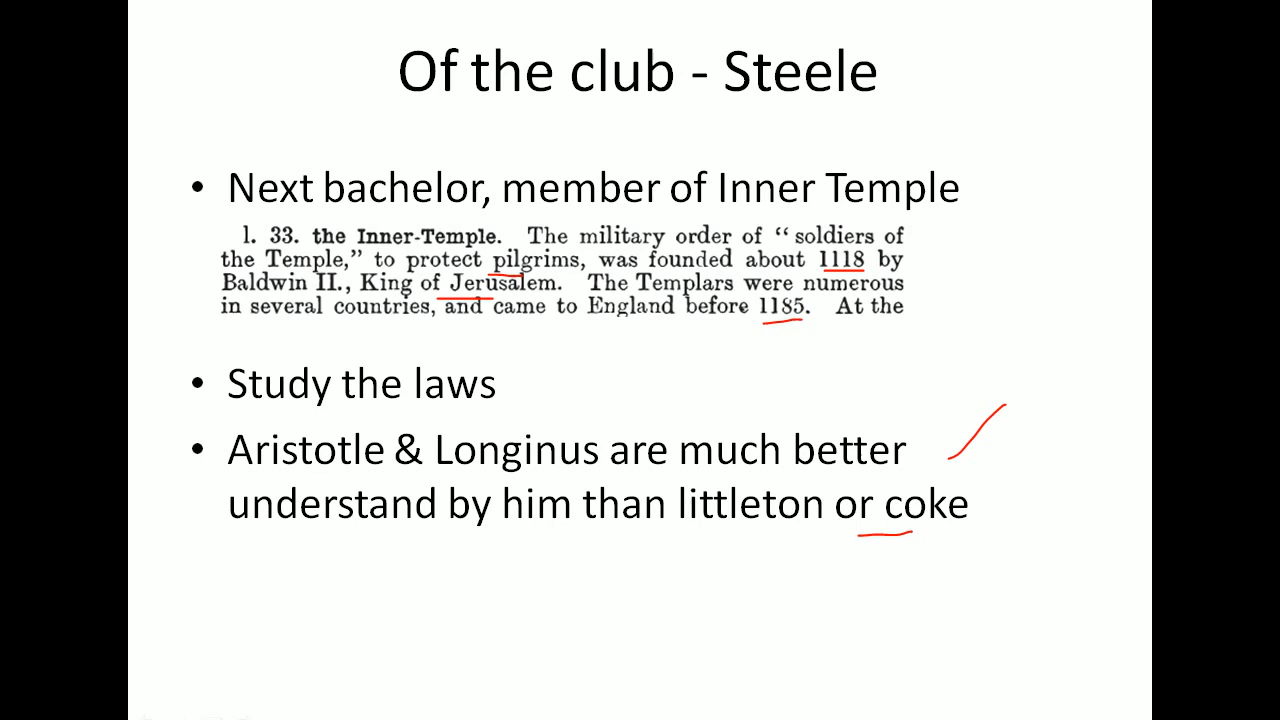 Of the club - Steele
• Next bachelor, member of Inner Temple
l. 33. the Inner-Temple. The military order of “ soldiers of
the Temple,” to protect pilgrims, was founded about 1118 by
Baldwin II., King of Jerusalem. The Templars were numerous
in several countries, and came to England before 1185. At the
• Study the laws
• Aristotle & Longinus are much better
understand by him than littleton or coke